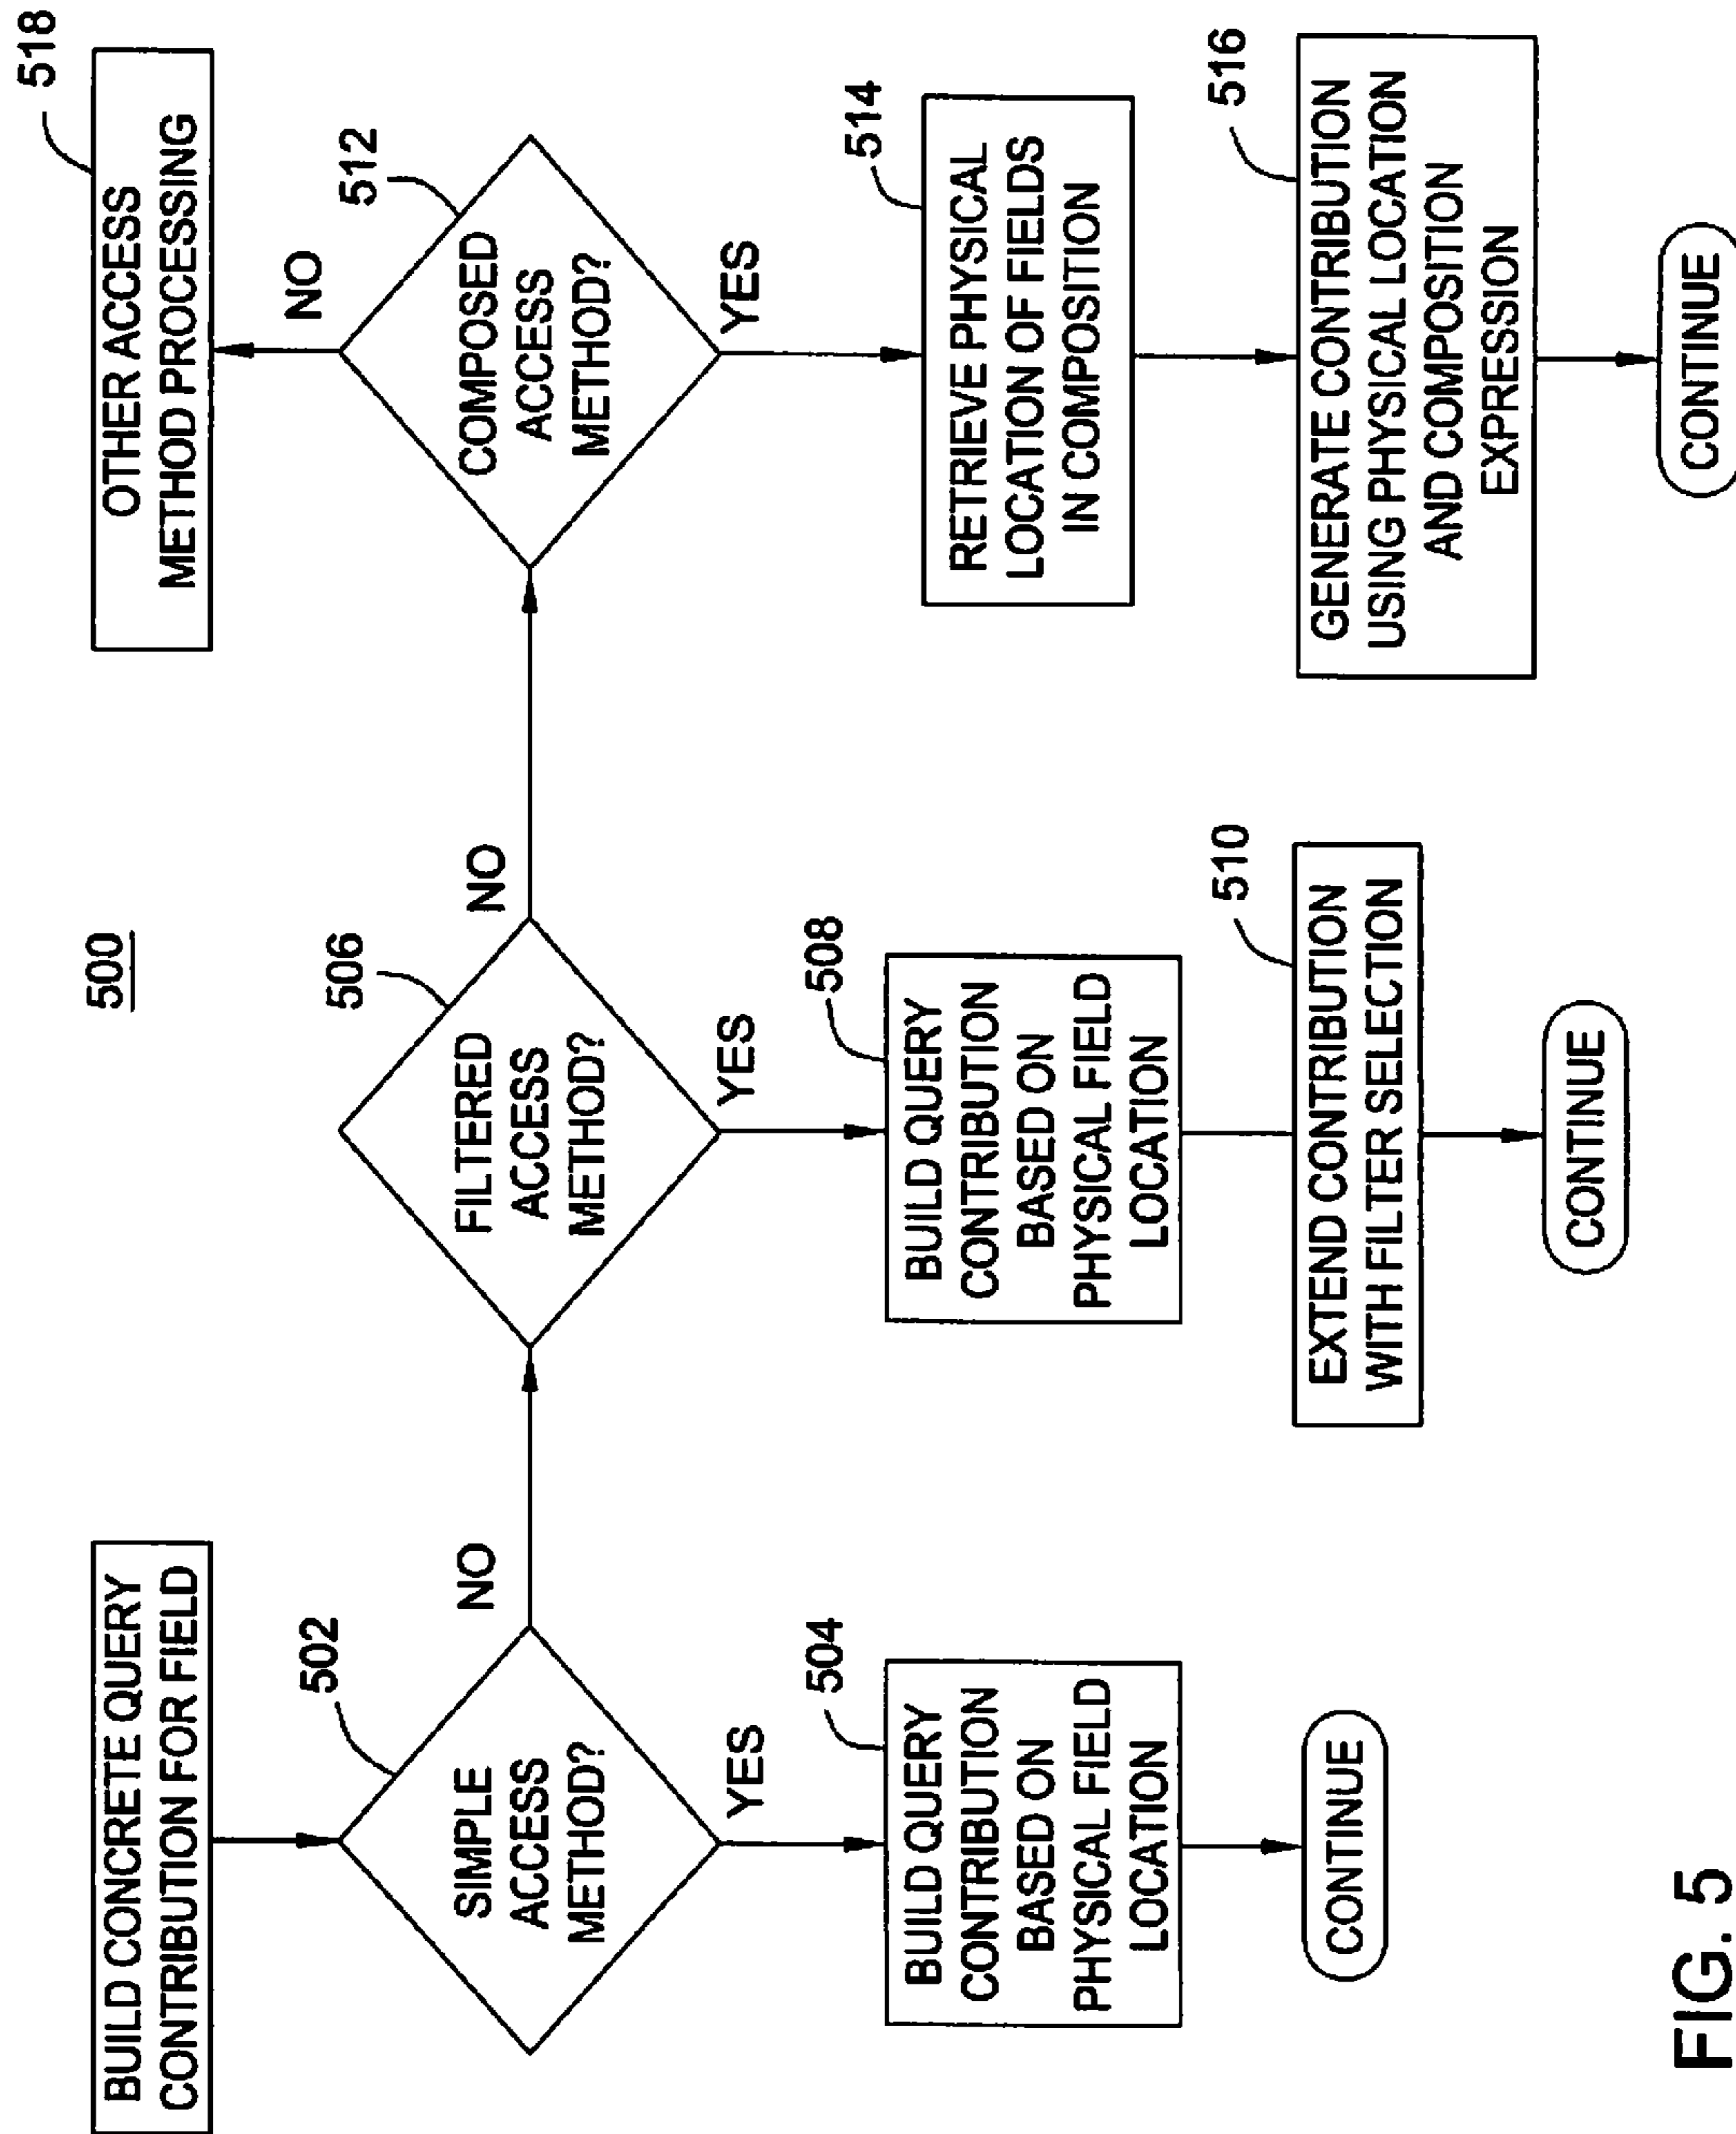 500
BUILD CONCRETE QUERY
CONTRIBUTION FOR FIELD
502
SIMPLE
ACCESS
METHOD?
NO
YES
504
BUILD QUERY
CONTRIBUTION
BASED ON
PHYSICAL FIELD
LOCATION
CONTINUE
506
FILTERED
ACCESS
METHOD?
NO
YES
508
BUILD QUERY
CONTRIBUTION
BASED ON
PHYSICAL FIELD
LOCATION
510
EXTEND CONTRIBUTION
WITH FILTER SELECTION
CONTINUE
512
COMPOSED
ACCESS
METHOD?
NO
518
OTHER ACCESS
METHOD PROCESSING
YES
514
RETRIEVE PHYSICAL
LOCATION OF FIELDS
IN COMPOSITION
516
GENERATE CONTRIBUTION
USING PHYSICAL LOCATION
AND COMPOSITION
EXPRESSION
CONTINUE
FIG. 5